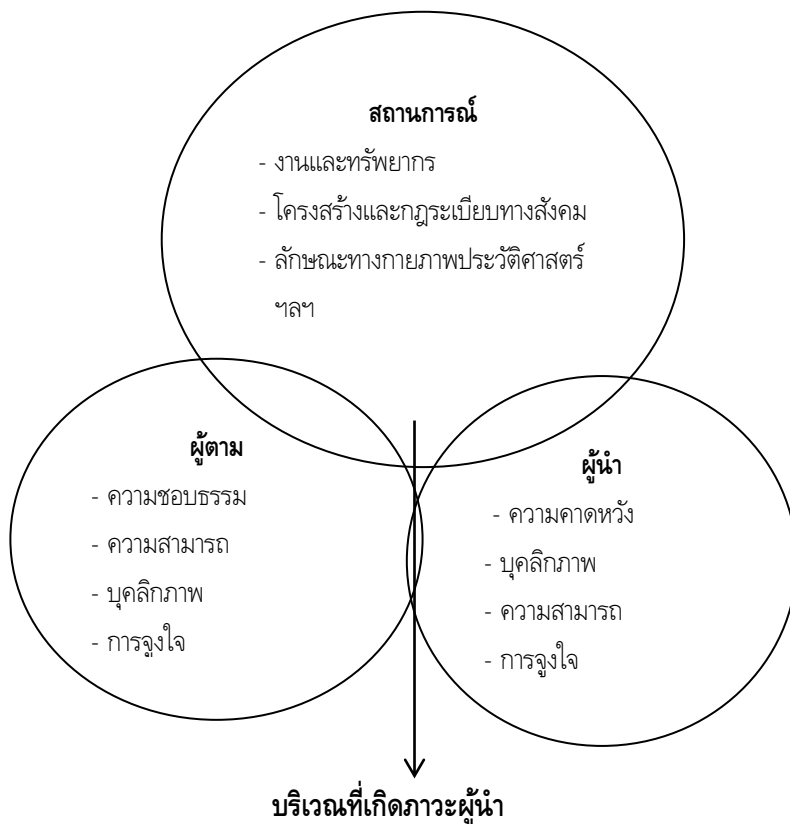 สถานการณ์
- งานและทรัพยากร
- โครงสร้างและกฎระเบียบทางสังคม
- ลักษณะทางกายภาพประวัติศาสตร์
ฯลฯ
ผู้ตาม
- ความชอบธรรม
- ความสามารถ
- บุคลิกภาพ
- การจูงใจ
ผู้นำ
- ความคาดหวัง
- บุคลิกภาพ
- ความสามารถ
- การจูงใจ
บริเวณที่เกิดภาวะผู้นำ